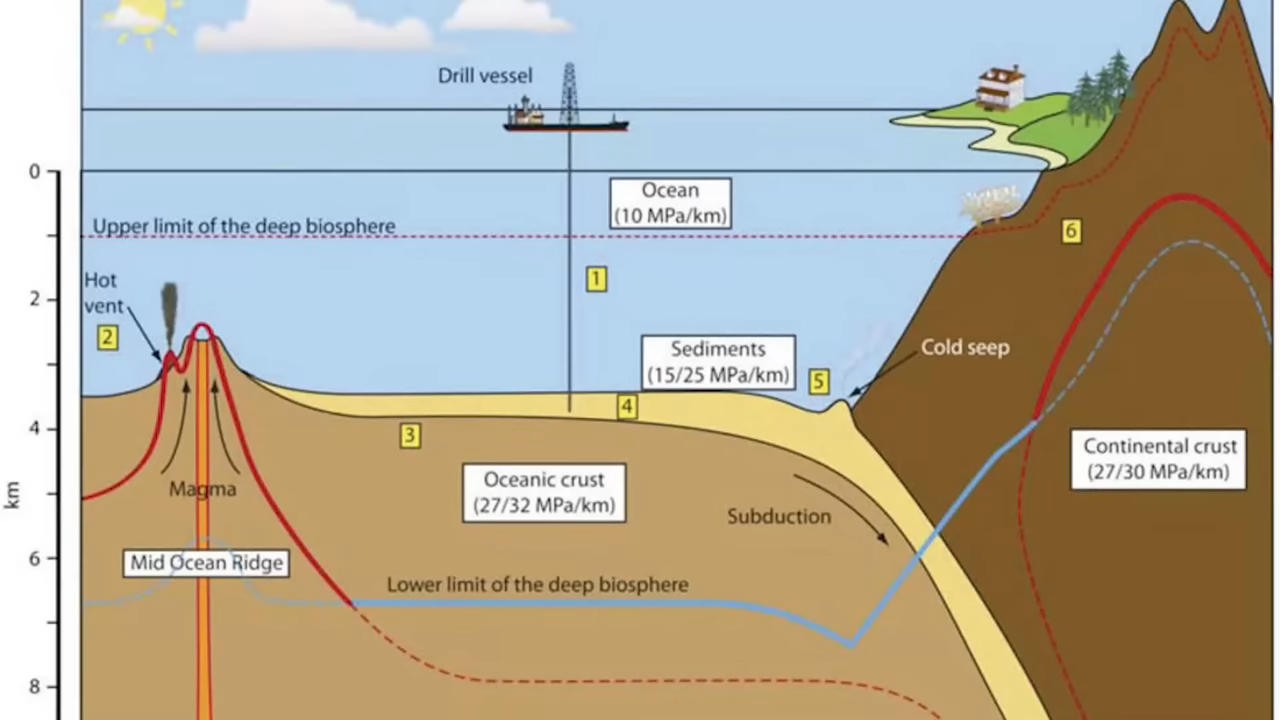 Drill vessel
0
Ocean
(10 MPa/km)
Upper limit of the deep biosphere
6
Hot
vent
1
2
2
Sediments
(15/25 MPa/km)
Cold seep
5
4
4
3
Continental crust
(27/30 MPa/km)
Oceanic crust
(27/32 MPa/km)
Magma
km
Subduction
6
Mid Ocean Ridge
Lower limit of the deep biosphere
8